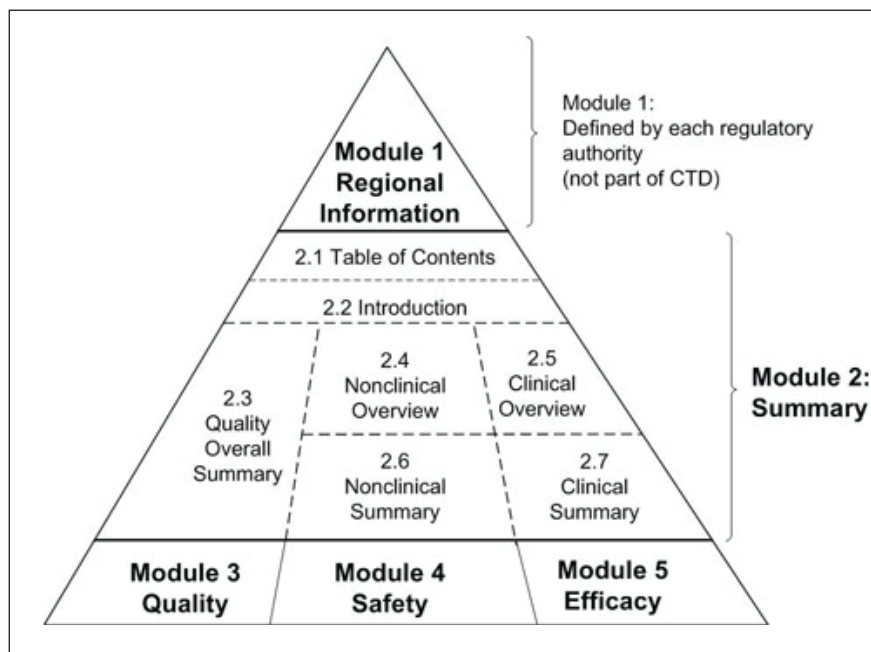 Module 1
Regional
Information
Module 1:
Defined by each regulatory
authority
(not part of CTD)
2.1 Table of Contents
2.2 Introduction
2.3
Quality
Overall
Summary
2.4
Nonclinical
Overview
2.5
Clinical
Overview
2.6
Nonclinical
Summary
2.7
Clinical
Summary
Module 2:
Summary
Module 3
Quality
Module 4
Safety
Module 5
Efficacy